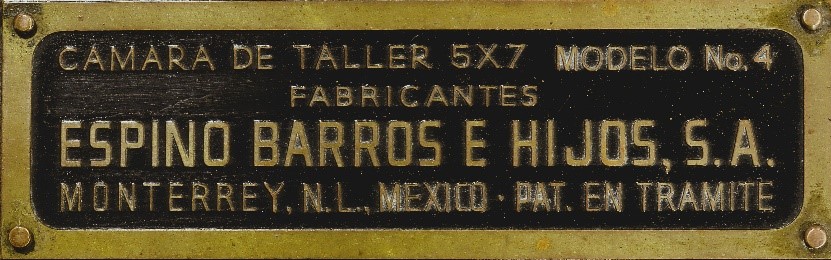 CAMARA DE TALLER 5X7 MODELO No. 4
FABRICANTES
ESPINO BARROS E HIJOS, S.A.
MONTERREY, N.L., MEXICO · PAT. EN TRAMITE